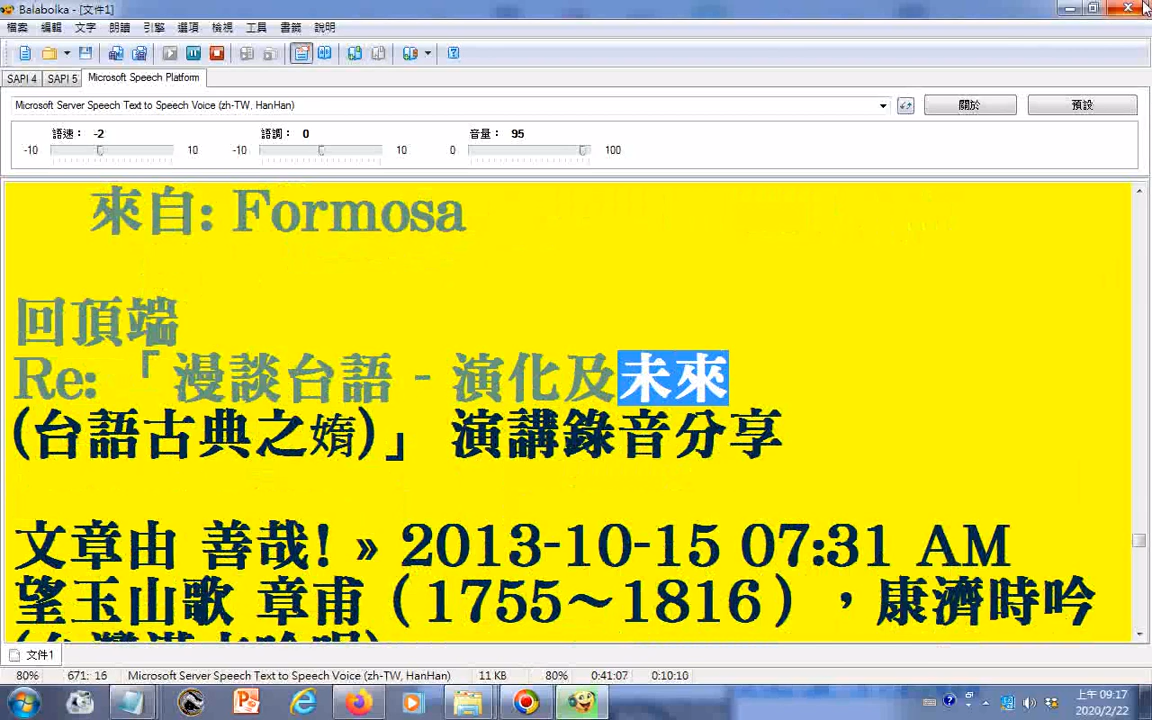 Balabolka - [文件1]
檔案 編輯 文字 朗讀 引擎 選項 檢視 工具 書籤 說明
SAPI 4 SAPI 5 Microsoft Speech Platform
Microsoft Server Speech Text to Speech Voice (zh-TW, HanHan) 關於 預設
語速: -2 語調: 0 音量: 95
-10 10 -10 10 0 100
來自: Formosa
回頂端
Re: 「漫談台語 - 演化及未來
(台語古典之媠)」 演講錄音分享
文章由 善哉! » 2013-10-15 07:31 AM
望玉山歌 章甫（1755～1816），康濟時吟
文件1
80% 671: 16 Microsoft Server Speech Text to Speech Voice (zh-TW, HanHan) 11 KB 80% 0:41:07 0:10:10
上午 09:17
2020/2/22